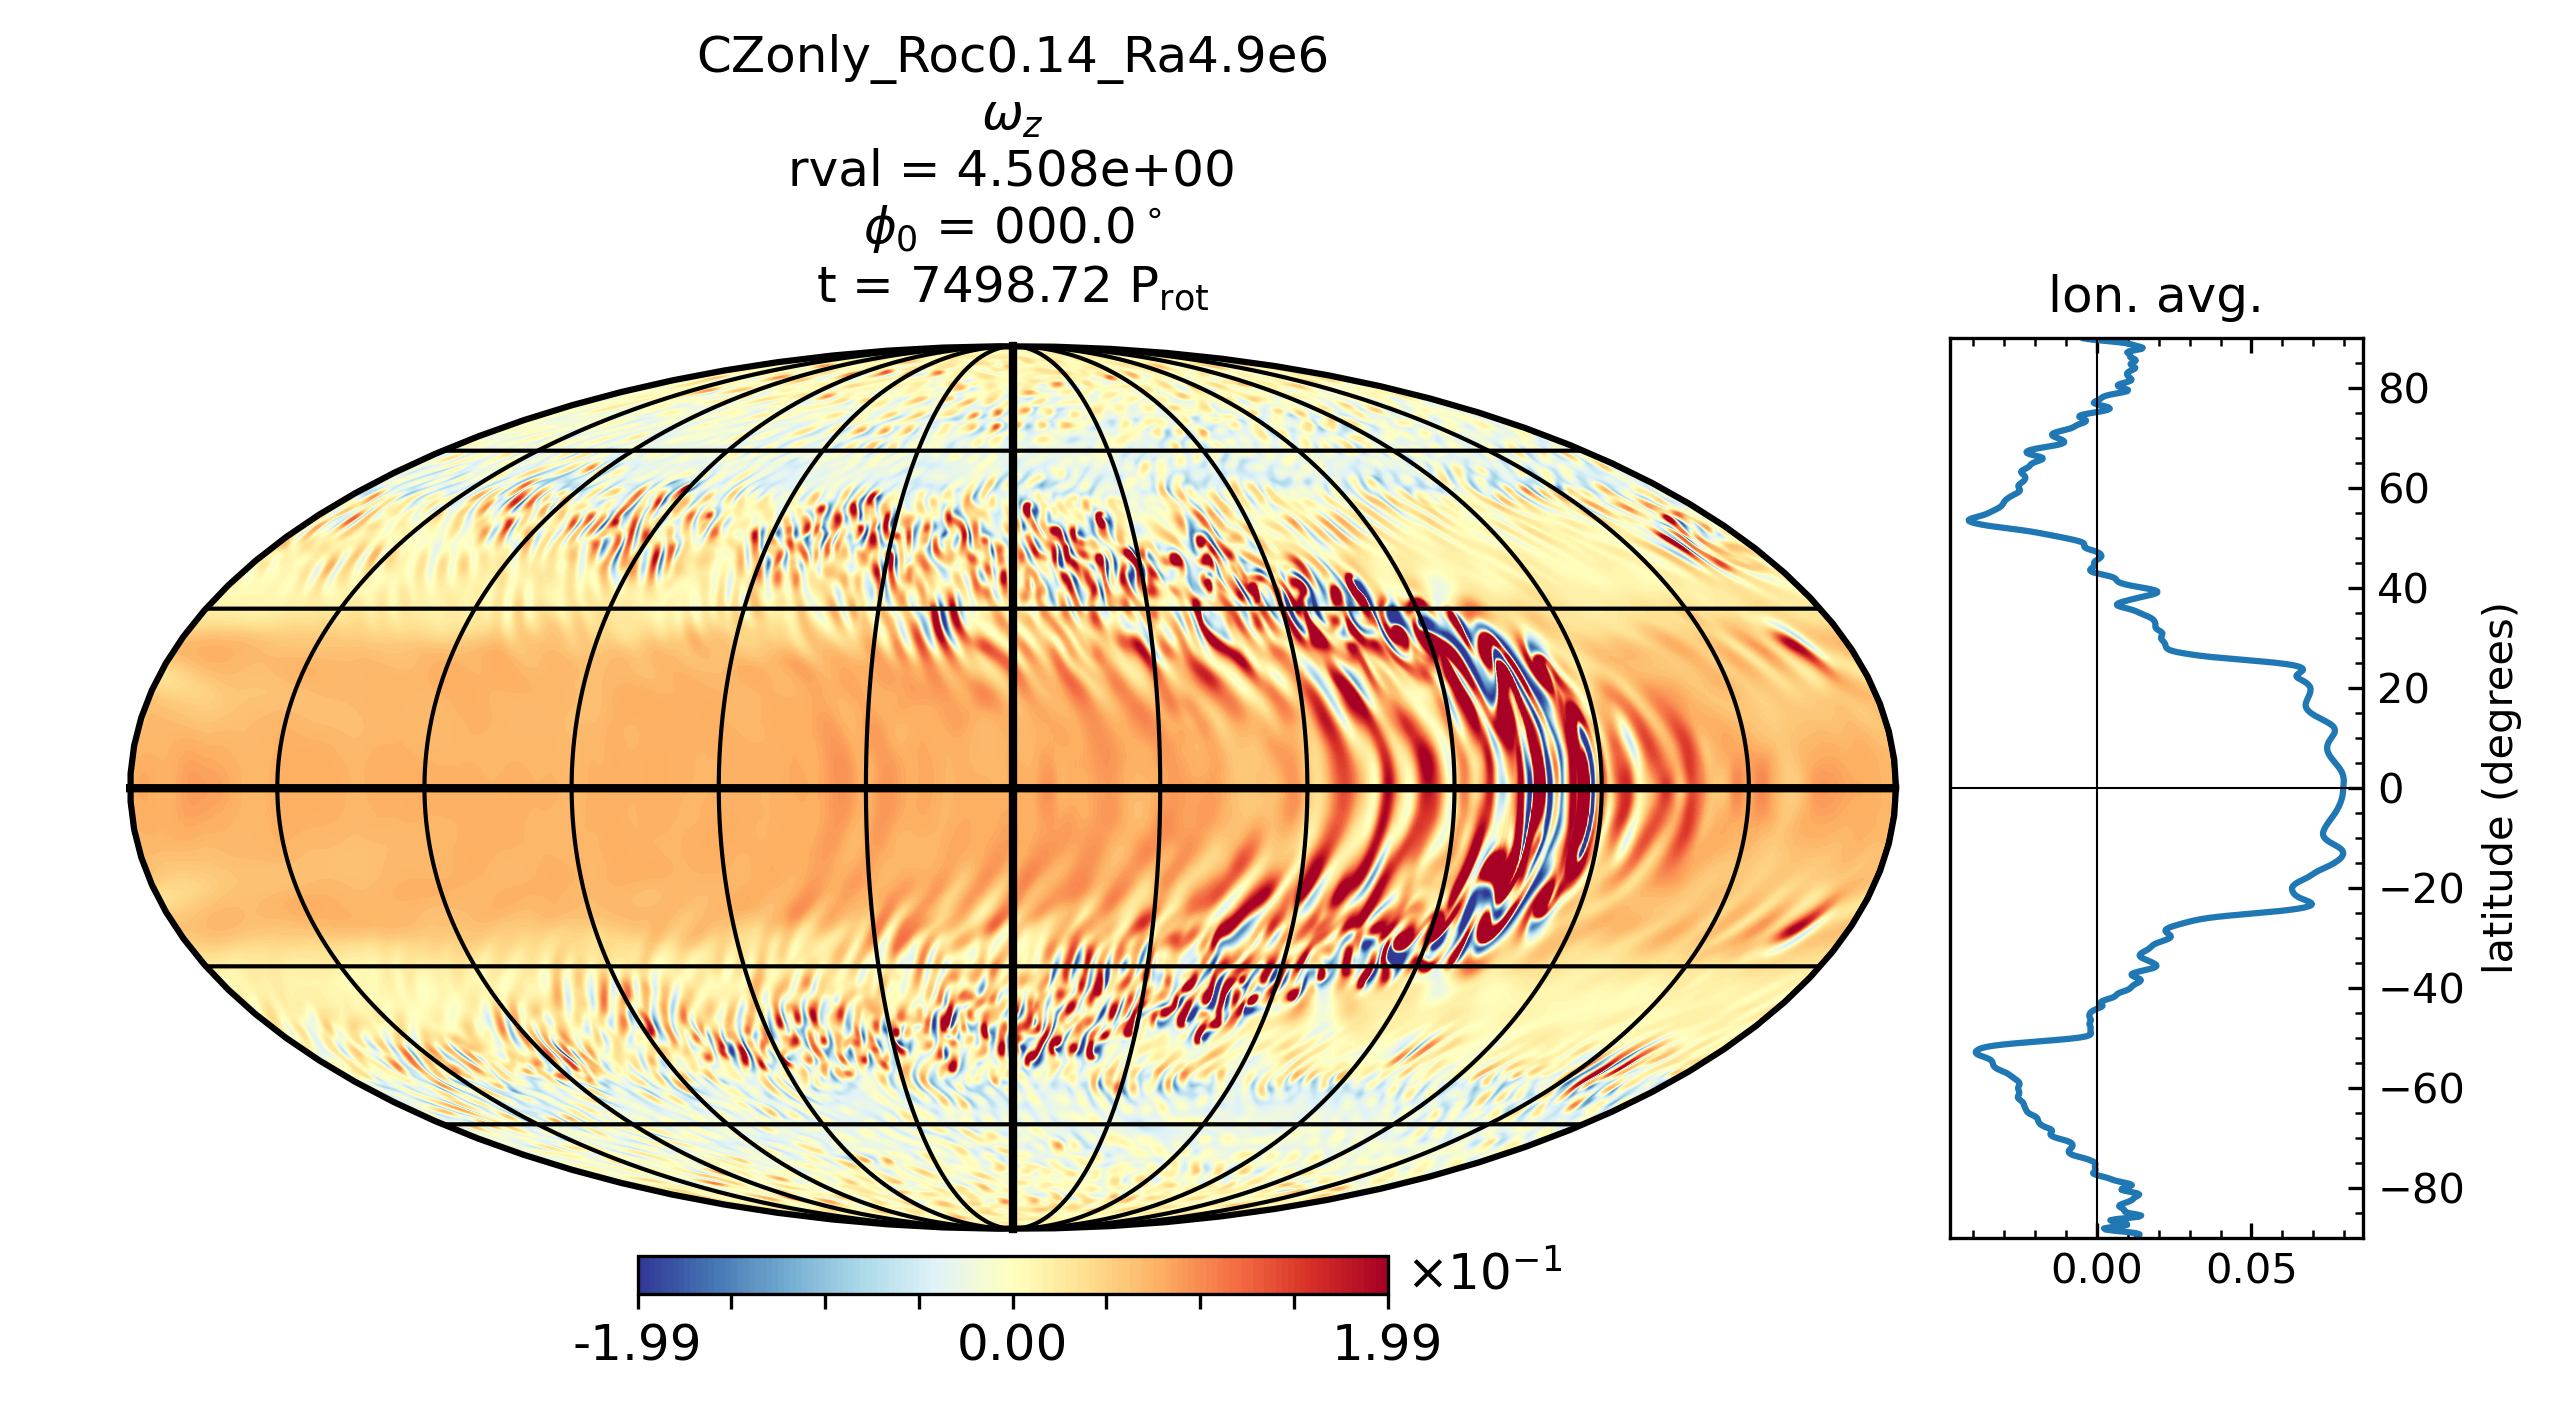 CZonly_Roc0.14_Ra4.9e6
ω_z
rval = 4.508e+00
ϕ₀ = 000.0°
t = 7498.72 P_rot
lon. avg.
80
60
40
20
0
−20
−40
−60
−80
latitude (degrees)
0.00 0.05
×10⁻¹
-1.99 0.00 1.99